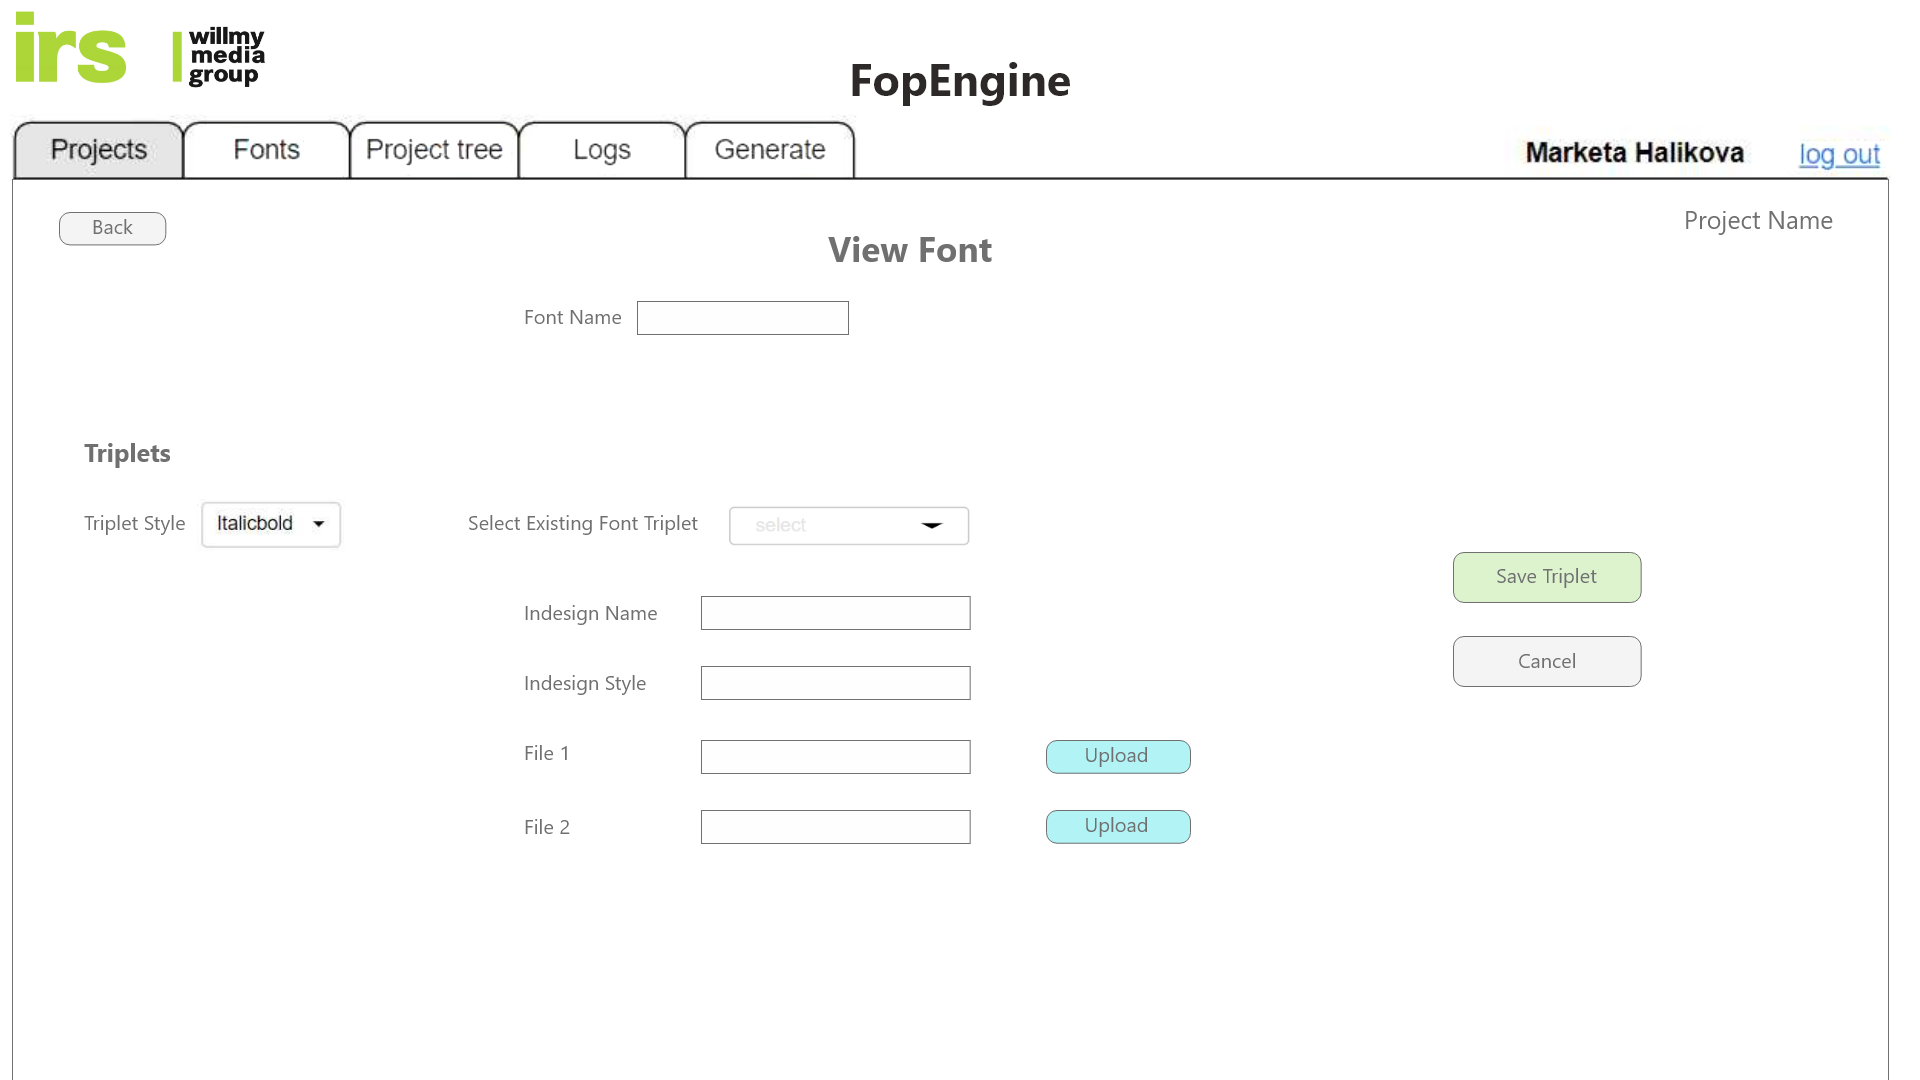 irs
willmy
media
group
FopEngine
Projects
Fonts
Project tree
Logs
Generate
Marketa Halikova
log out
Back
Project Name
View Font
Font Name
Triplets
Triplet Style
Italicbold
Select Existing Font Triplet
select
Save Triplet
Indesign Name
Cancel
Indesign Style
File 1
Upload
File 2
Upload